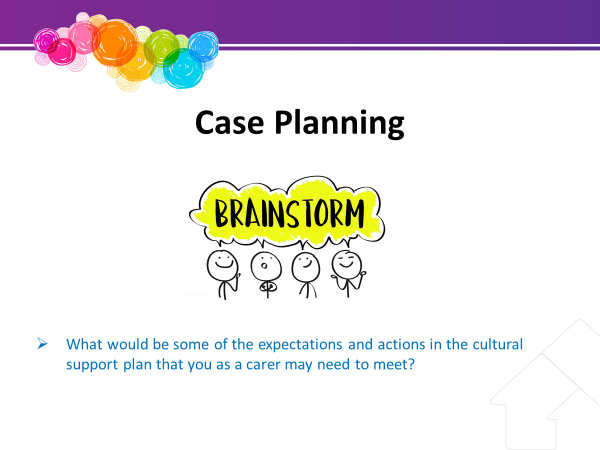 Case Planning
BRAINSTORM
What would be some of the expectations and actions in the cultural
support plan that you as a carer may need to meet?